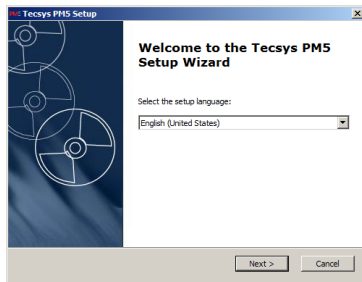 PM5 Tecsys PM5 Setup
Welcome to the Tecsys PM5
Setup Wizard
Select the setup language:
English (United States)
Next >
Cancel